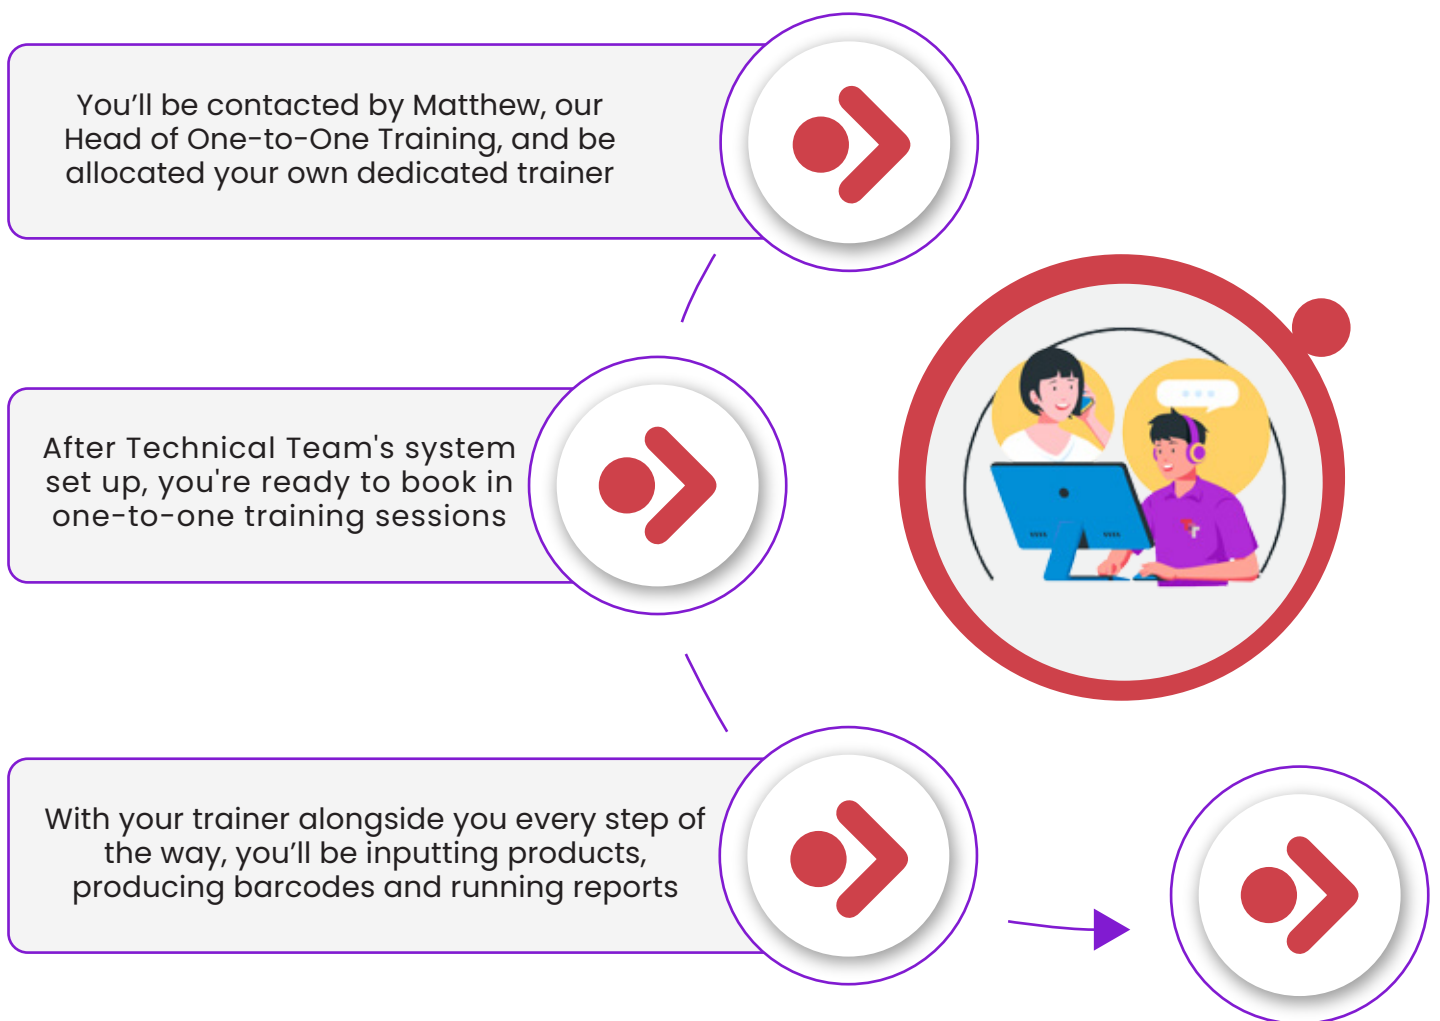 You’ll be contacted by Matthew, our
Head of One-to-One Training, and be
allocated your own dedicated trainer
After Technical Team's system
set up, you're ready to book in
one-to-one training sessions
With your trainer alongside you every step of
the way, you’ll be inputting products,
producing barcodes and running reports